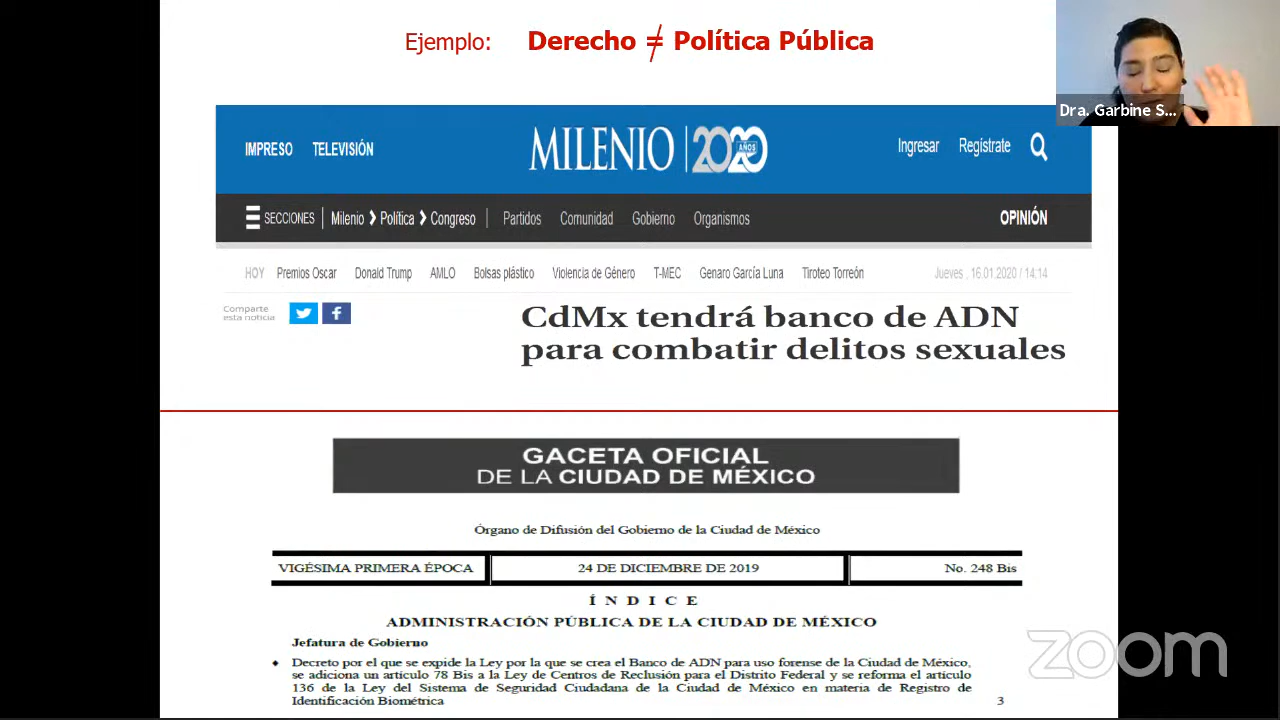 Ejemplo: Derecho ≠ Política Pública
Dra. Garbine S...
IMPRESO TELEVISIÓN MILENIO 2020 AÑOS Ingresar Regístrate
SECCIONES Milenio Política Congreso Partidos Comunidad Gobierno Organismos OPINIÓN
HOY Premios Oscar Donald Trump AMLO Bolsas plástico Violencia de Género T-MEC Genaro García Luna Tiroteo Torreón Jueves , 16.01.2020 / 14:14
Comparte
esta noticia
CdMx tendrá banco de ADN
para combatir delitos sexuales
GACETA OFICIAL
DE LA CIUDAD DE MÉXICO
Órgano de Difusión del Gobierno de la Ciudad de México
VIGÉSIMA PRIMERA ÉPOCA 24 DE DICIEMBRE DE 2019 No. 248 Bis
Í N D I C E
ADMINISTRACIÓN PÚBLICA DE LA CIUDAD DE MÉXICO
Jefatura de Gobierno
♦ Decreto por el que se expide la Ley por la que se crea el Banco de ADN para uso forense de la Ciudad de México,
se adiciona un artículo 78 Bis a la Ley de Centros de Reclusión para el Distrito Federal y se reforma el artículo
136 de la Ley del Sistema de Seguridad Ciudadana de la Ciudad de México en materia de Registro de
Identificación Biométrica 3
zoom